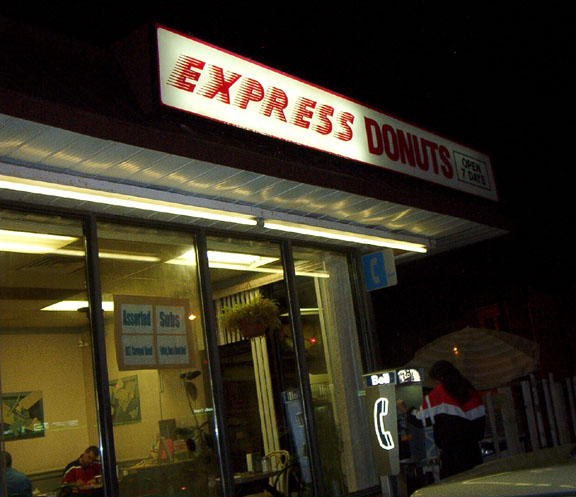 EXPRESS DONUTS
OPEN
7 DAYS
Assorted Subs
Bell